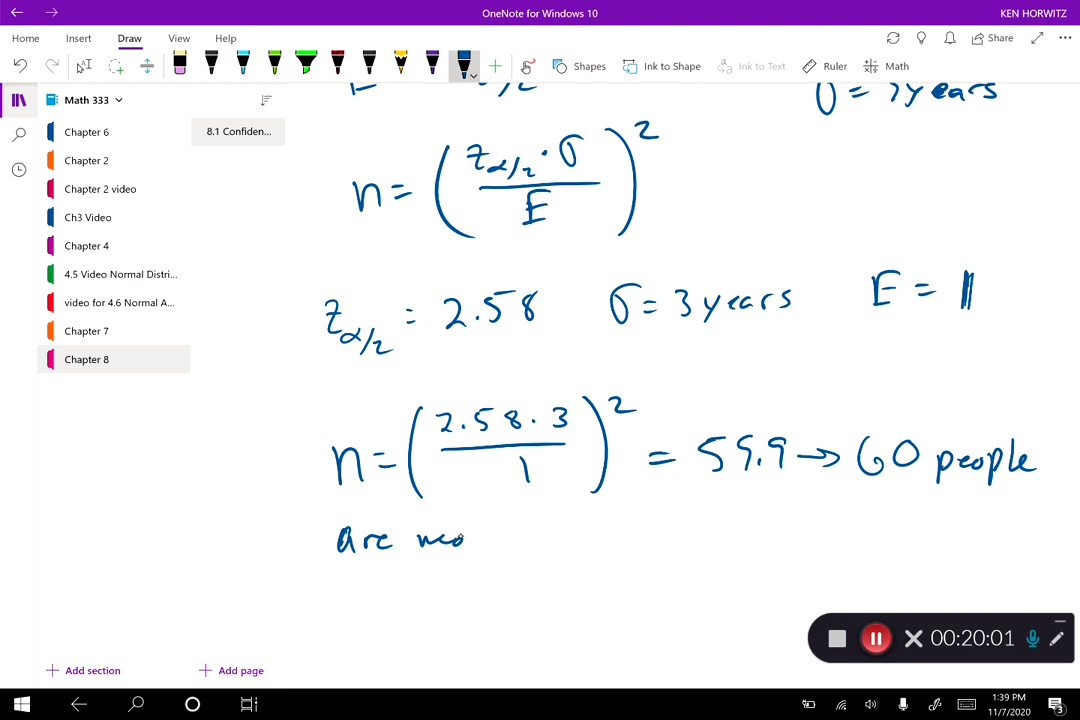 OneNote for Windows 10
KEN HORWITZ
Home Insert Draw View Help
Share
Shapes Ink to Shape Ink to Text Ruler Math
Math 333
8.1 Confiden...
Chapter 6
Chapter 2
Chapter 2 video
Ch3 Video
Chapter 4
4.5 Video Normal Distri...
video for 4.6 Normal A...
Chapter 7
Chapter 8
σ = 3 years
n = ( z α/2 · σ / E )²
z α/2 = 2.58 σ = 3 years E = 1
n = ( 2.58 · 3 / 1 )² = 59.9 → 60 people
are
Add section
Add page
00:20:01
1:39 PM
11/7/2020
3